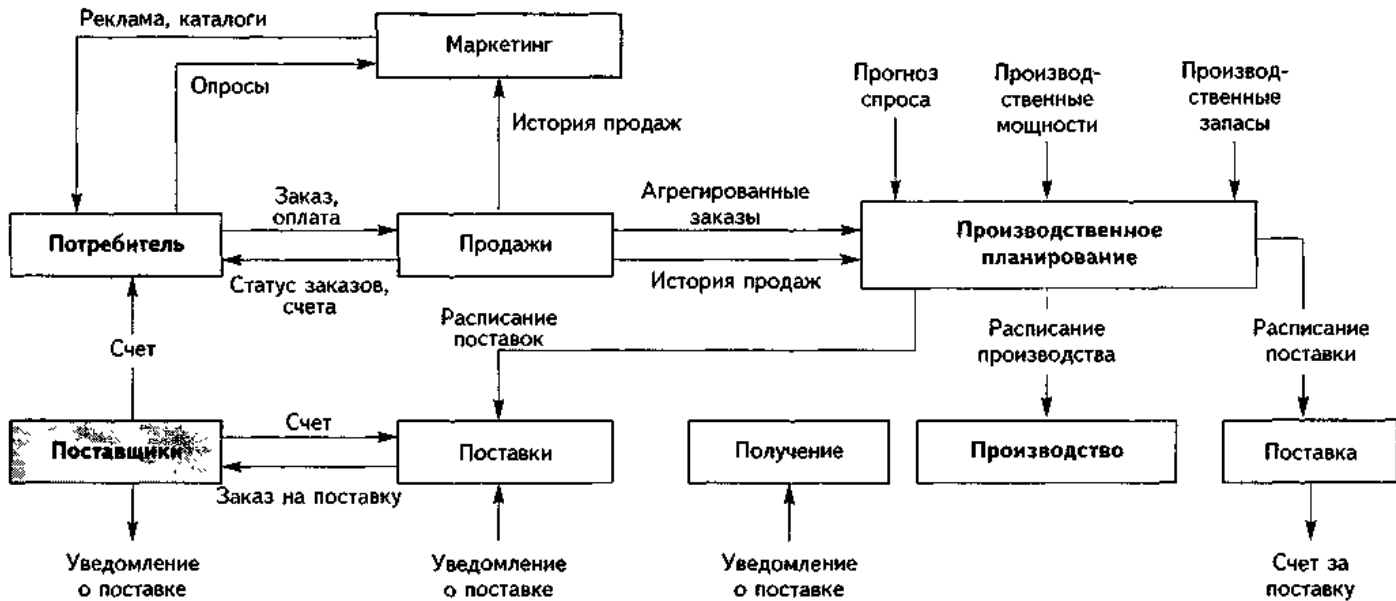 Реклама, каталоги
Маркетинг
Опросы
История продаж
Прогноз
спроса
Производ-
ственные
мощности
Производ-
ственные
запасы
Потребитель
Заказ,
оплата
Продажи
Агрегированные
заказы
Производственное
планирование
Статус заказов,
счета
История продаж
Счет
Расписание
поставок
Расписание
производства
Расписание
поставки
Поставщики
Счет
Поставки
Получение
Производство
Поставка
Заказ на поставку
Уведомление
о поставке
Уведомление
о поставке
Уведомление
о поставке
Счет за
поставку